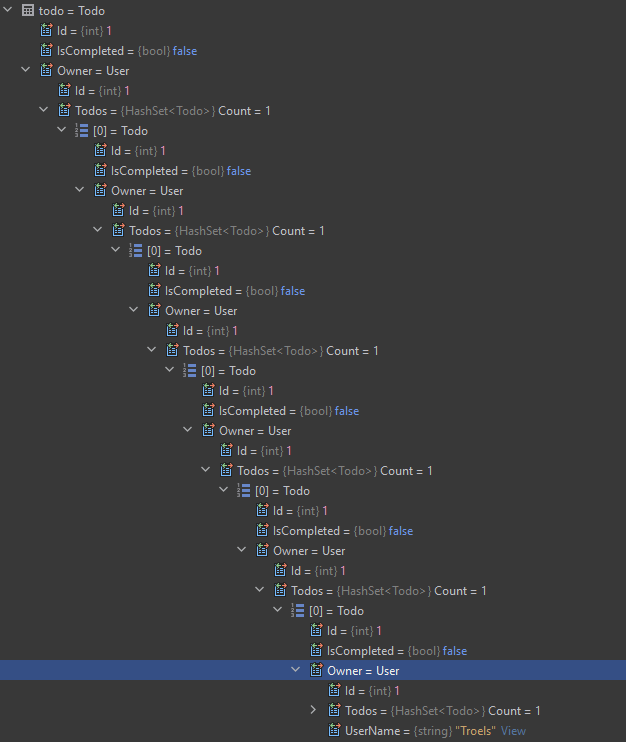 todo = Todo
Id = {int} 1
IsCompleted = {bool} false
Owner = User
Id = {int} 1
Todos = {HashSet<Todo>} Count = 1
[0] = Todo
Id = {int} 1
IsCompleted = {bool} false
Owner = User
Id = {int} 1
Todos = {HashSet<Todo>} Count = 1
[0] = Todo
Id = {int} 1
IsCompleted = {bool} false
Owner = User
Id = {int} 1
Todos = {HashSet<Todo>} Count = 1
[0] = Todo
Id = {int} 1
IsCompleted = {bool} false
Owner = User
Id = {int} 1
Todos = {HashSet<Todo>} Count = 1
[0] = Todo
Id = {int} 1
IsCompleted = {bool} false
Owner = User
Id = {int} 1
Todos = {HashSet<Todo>} Count = 1
[0] = Todo
Id = {int} 1
IsCompleted = {bool} false
Owner = User
Id = {int} 1
Todos = {HashSet<Todo>} Count = 1
UserName = {string} "Troels" View